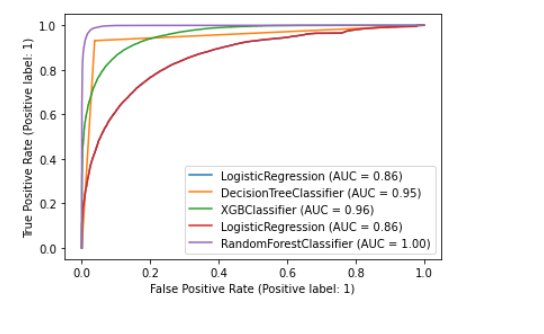 1.0
0.8
0.6
0.4
0.2
0.0
True Positive Rate (Positive label: 1)
LogisticRegression (AUC = 0.86)
DecisionTreeClassifier (AUC = 0.95)
XGBClassifier (AUC = 0.96)
LogisticRegression (AUC = 0.86)
RandomForestClassifier (AUC = 1.00)
0.0 0.2 0.4 0.6 0.8 1.0
False Positive Rate (Positive label: 1)